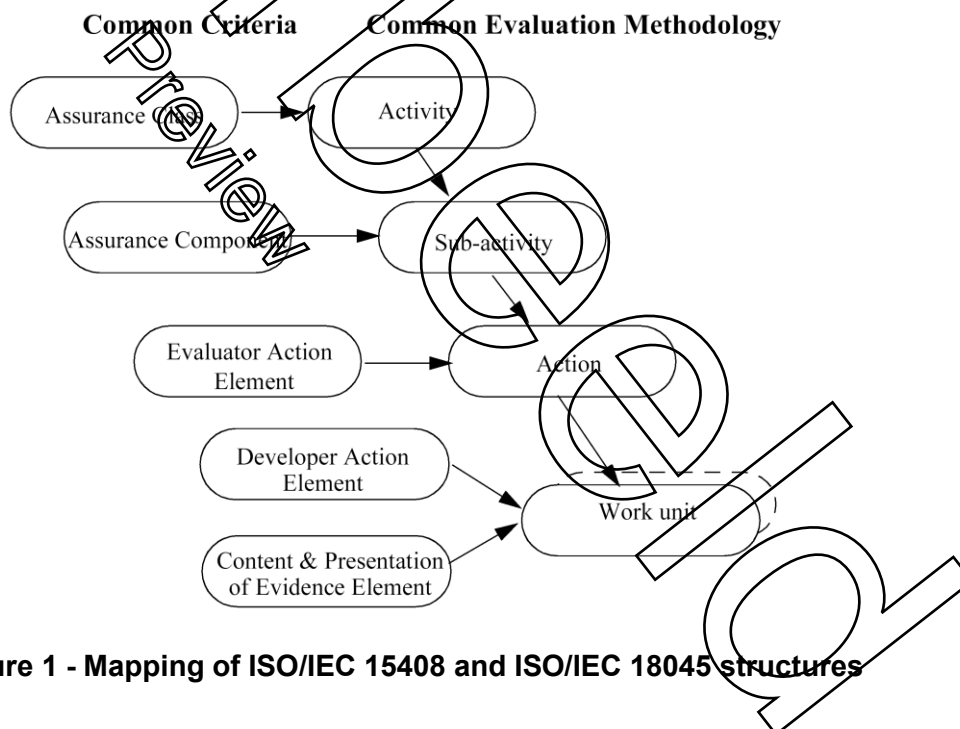 Common Criteria
Common Evaluation Methodology
Assurance Class
Activity
Assurance Component
Sub-activity
Evaluator Action
Element
Action
Developer Action
Element
Work unit
Content & Presentation
of Evidence Element
ure 1 - Mapping of ISO/IEC 15408 and ISO/IEC 18045 structures
Preview